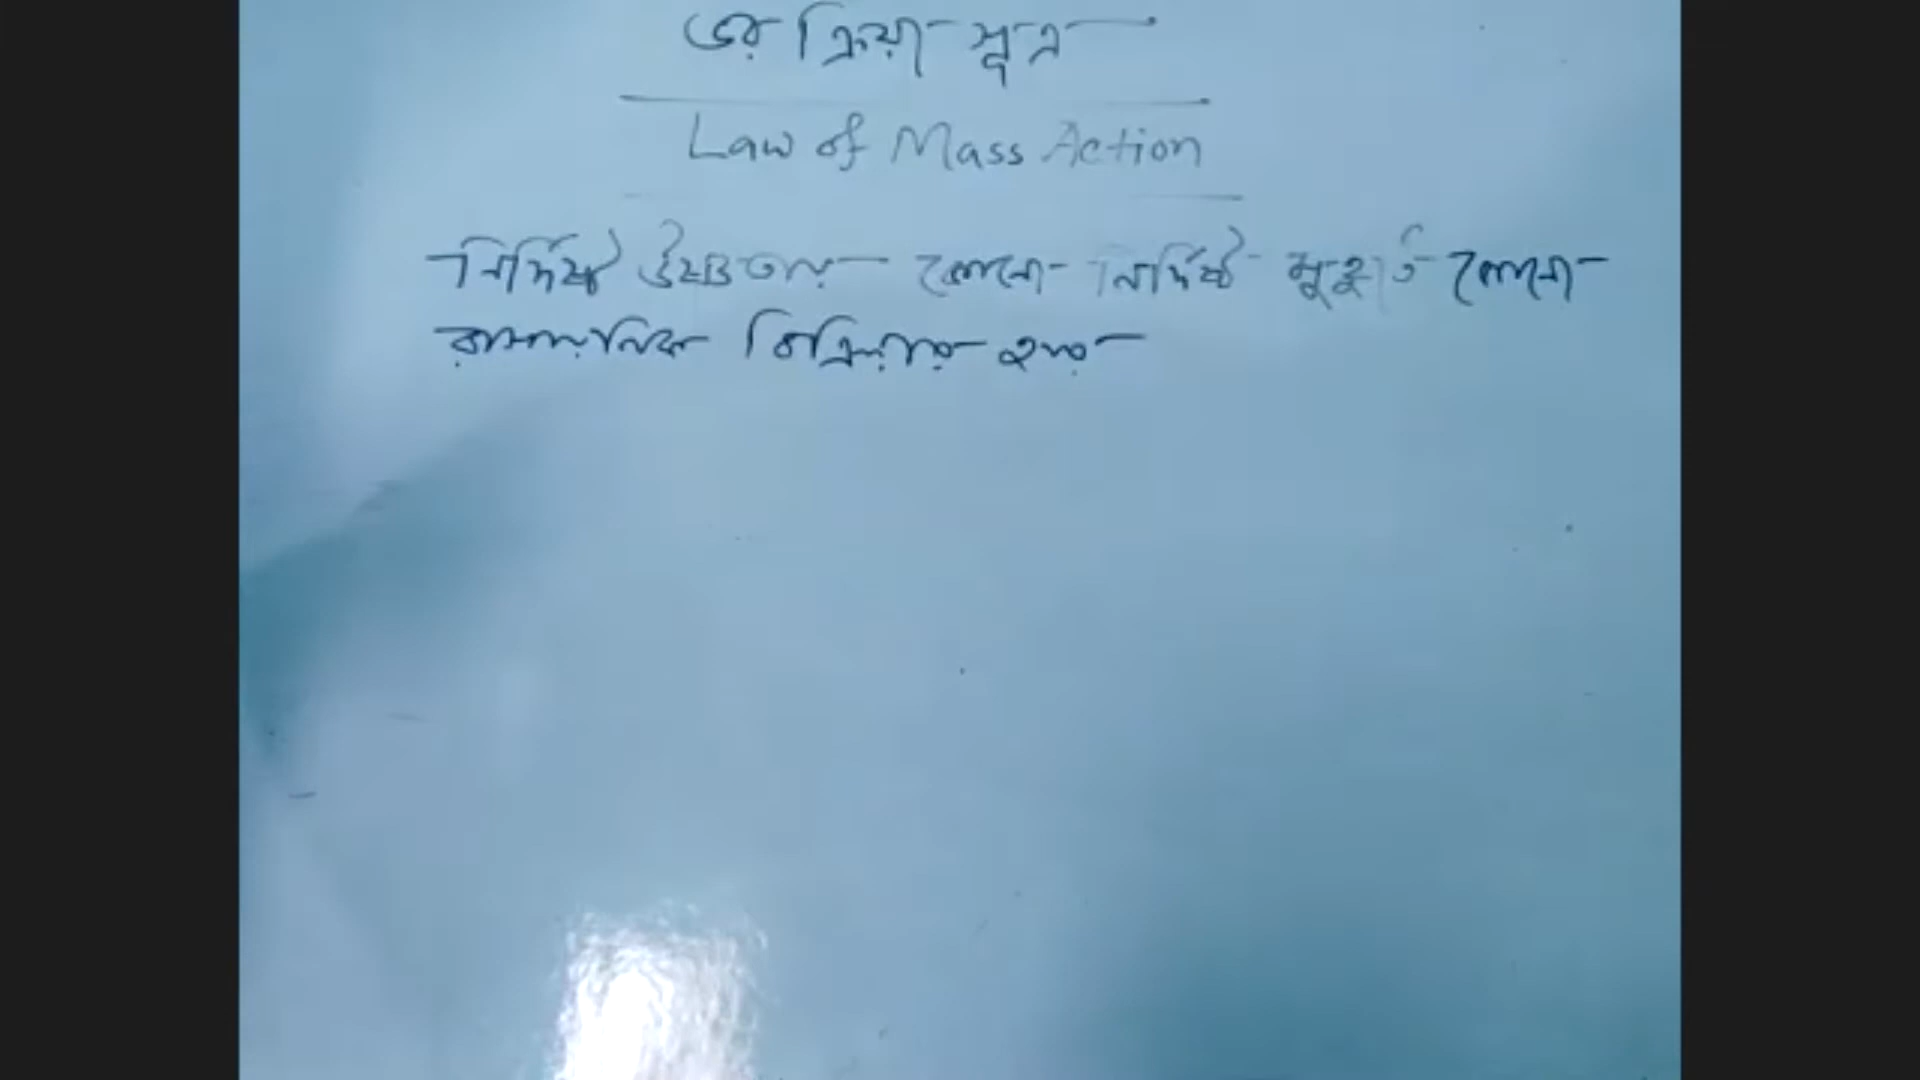 ভর ক্রিয়া সূত্র
Law of Mass Action
নির্দিষ্ট উষ্ণতায় কোনো নির্দিষ্ট মুহূর্তে কোনো
রাসায়নিক বিক্রিয়ার হার